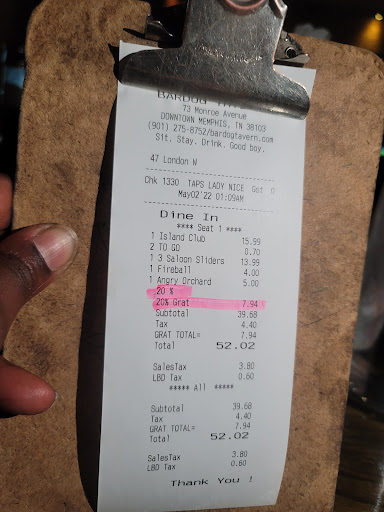 BARDOG
73 Monroe Avenue
DOWNTOWN MEMPHIS, TN 38103
(901) 275-8752/bardogtavern.com
Sit. Stay. Drink. Good boy.
47 London W
Chk 1330 TAPS LADY NICE Gst 0
May02'22 01:09AM
Dine In
**** Seat 1 ****
1 Island Club 15.99
2 TO GO 0.70
1 3 Saloon Sliders 13.99
1 Fireball 4.00
1 Angry Orchard 5.00
20 %
20% Grat 7.94
Subtotal 39.68
Tax 4.40
GRAT TOTAL= 7.94
Total 52.02
SalesTax 3.80
LBD Tax 0.60
***** All *****
Subtotal 39.68
Tax 4.40
GRAT TOTAL= 7.94
Total 52.02
SalesTax 3.80
LBD Tax 0.60
Thank You !